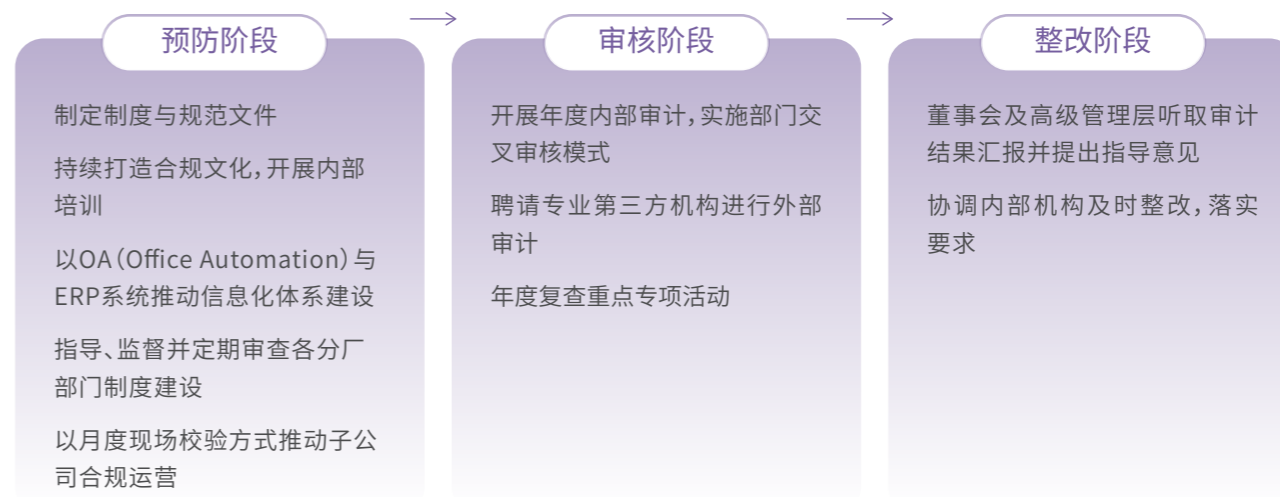 预防阶段
制定制度与规范文件
持续打造合规文化，开展内部
培训
以OA（Office Automation）与
ERP系统推动信息化体系建设
指导、监督并定期审查各分厂
部门制度建设
以月度现场校验方式推动子公
司合规运营
审核阶段
开展年度内部审计，实施部门交
叉审核模式
聘请专业第三方机构进行外部
审计
年度复查重点专项活动
整改阶段
董事会及高级管理层听取审计
结果汇报并提出指导意见
协调内部机构及时整改，落实
要求